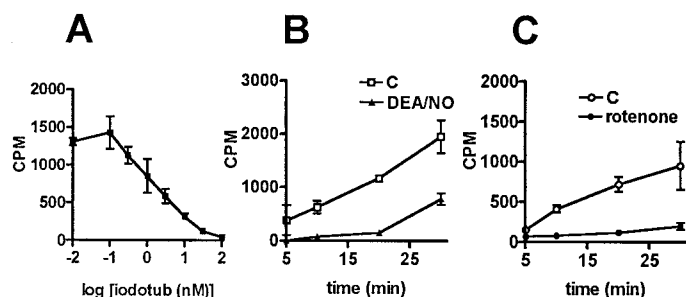 A
B
C
2000
1500
1000
500
0
CPM
-2 -1 0 1 2
log [iodotub (nM)]
3000
2000
1000
0
CPM
C
DEA/NO
5 15 25
time (min)
2000
1500
1000
500
0
CPM
C
rotenone
5 15 25
time (min)